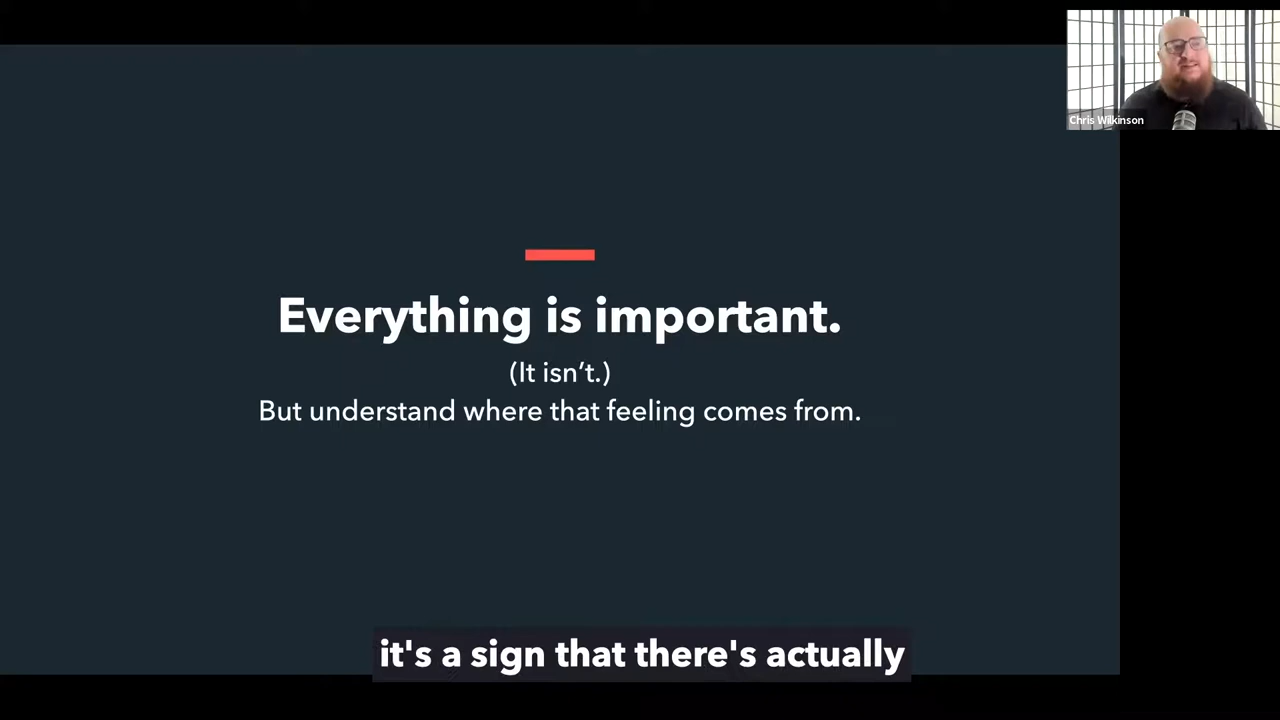 Chris Wilkinson
Everything is important.
(It isn’t.)
But understand where that feeling comes from.
it's a sign that there's actually